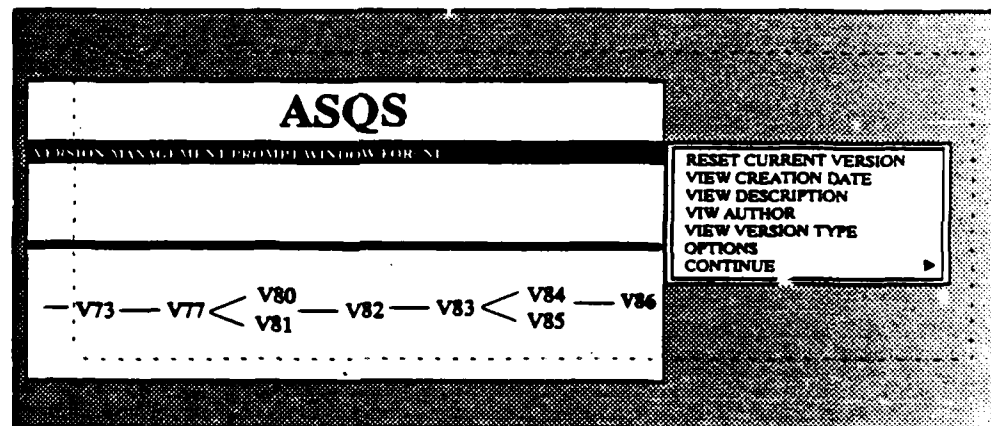 ASQS
VERSION MANAGEMENT PROMPT WINDOW FOR NI
RESET CURRENT VERSION
VIEW CREATION DATE
VIEW DESCRIPTION
VIW AUTHOR
VIEW VERSION TYPE
OPTIONS
CONTINUE
V73 V77 V80 V81 V82 V83 V84 V85 V86